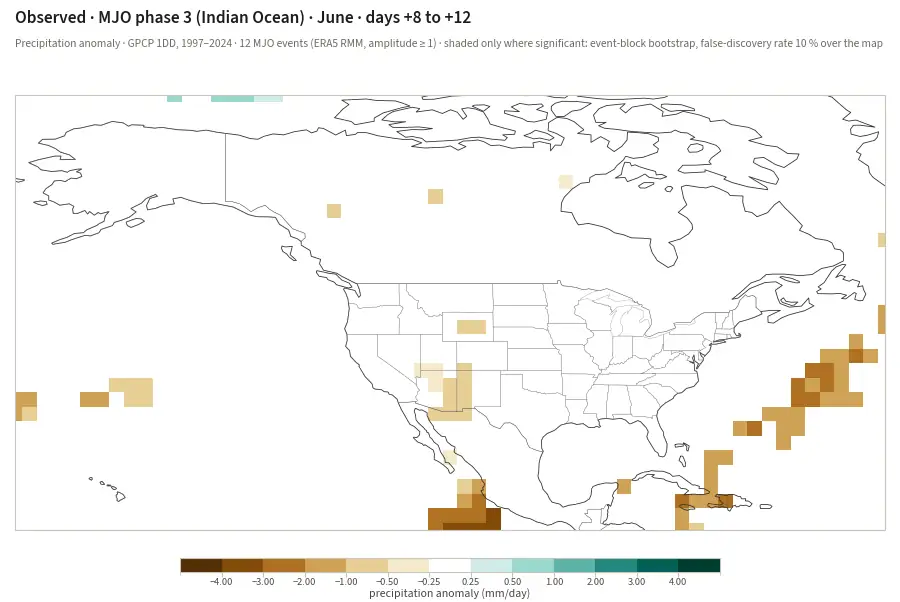 Observed · MJO phase 3 (Indian Ocean) · June · days +8 to +12
Precipitation anomaly · GPCP 1DD, 1997–2024 · 12 MJO events (ERA5 RMM, amplitude ≥ 1) · shaded only where significant: event-block bootstrap, false-discovery rate 10 % over the map
−4.00 −3.00 −2.00 −1.00 −0.50 −0.25 0.25 0.50 1.00 2.00 3.00 4.00
precipitation anomaly (mm/day)